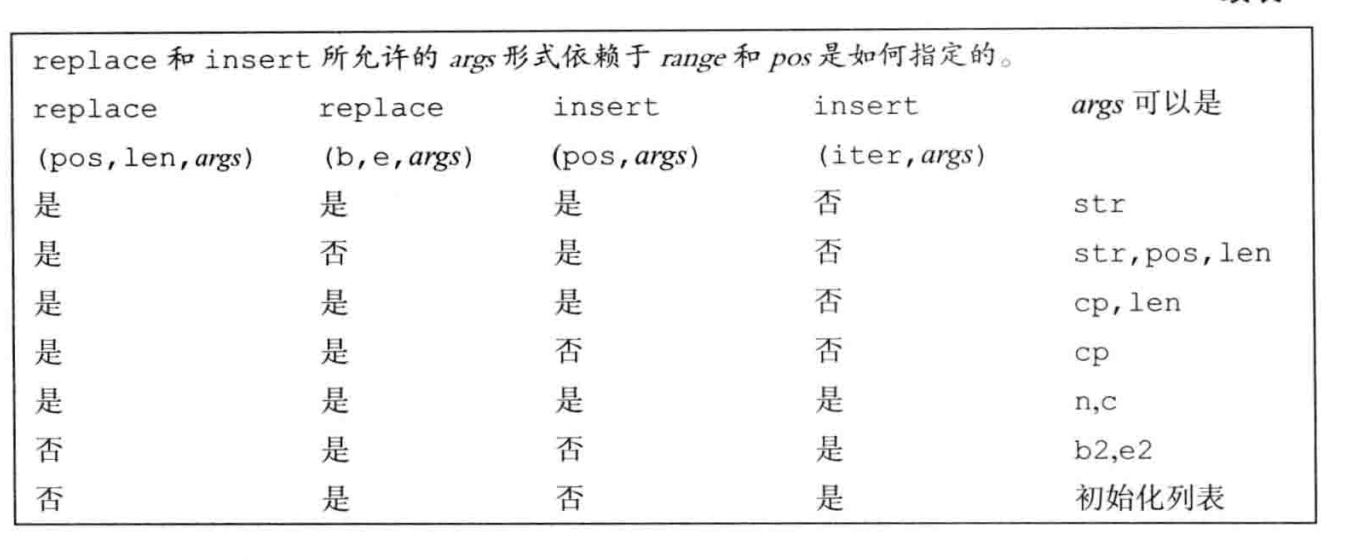 replace 和 insert 所允许的 args 形式依赖于 range 和 pos 是如何指定的。
replace replace insert insert args 可以是
(pos,len,args) (b,e,args) (pos,args) (iter,args)
是 是 是 否 str
是 否 是 否 str,pos,len
是 是 是 否 cp,len
是 是 否 否 cp
是 是 是 是 n,c
否 是 否 是 b2,e2
否 是 否 是 初始化列表